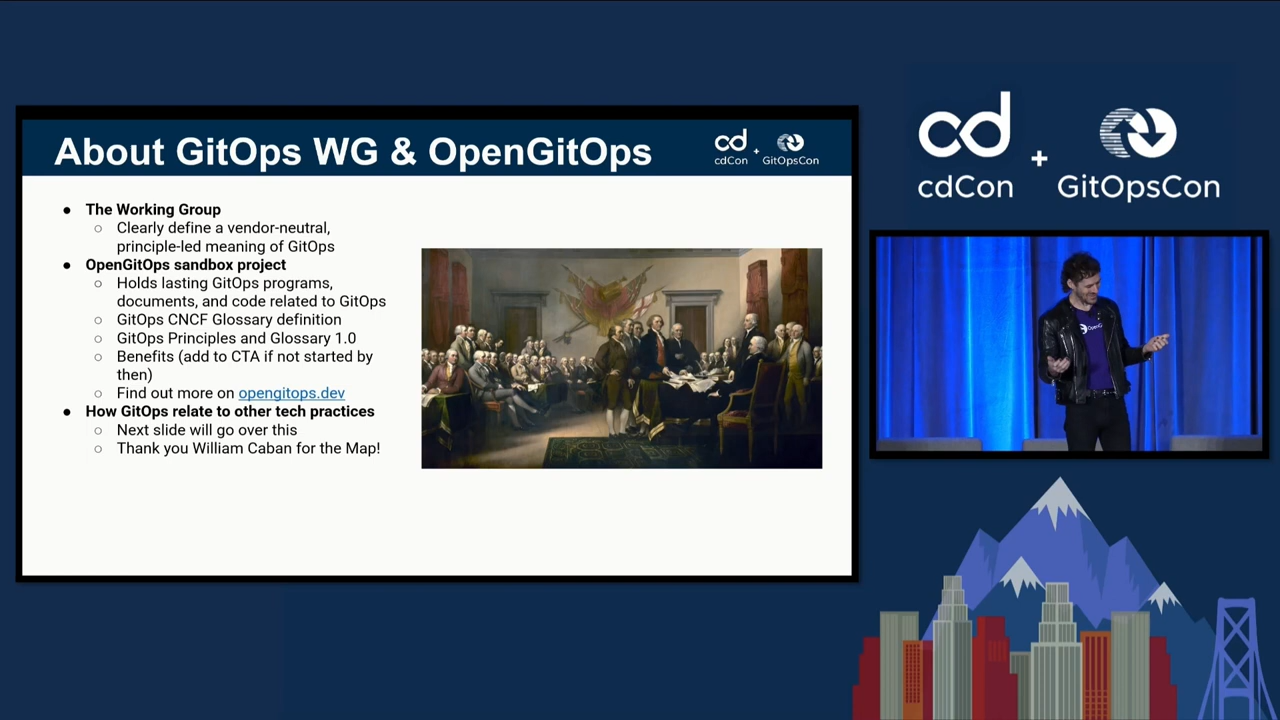 About GitOps WG & OpenGitOps
cd
cdCon
+
GitOpsCon
● The Working Group
○ Clearly define a vendor-neutral,
principle-led meaning of GitOps
● OpenGitOps sandbox project
○ Holds lasting GitOps programs,
documents, and code related to GitOps
○ GitOps CNCF Glossary definition
○ GitOps Principles and Glossary 1.0
○ Benefits (add to CTA if not started by
then)
○ Find out more on opengitops.dev
● How GitOps relate to other tech practices
○ Next slide will go over this
○ Thank you William Caban for the Map!
cd
cdCon
+
GitOpsCon